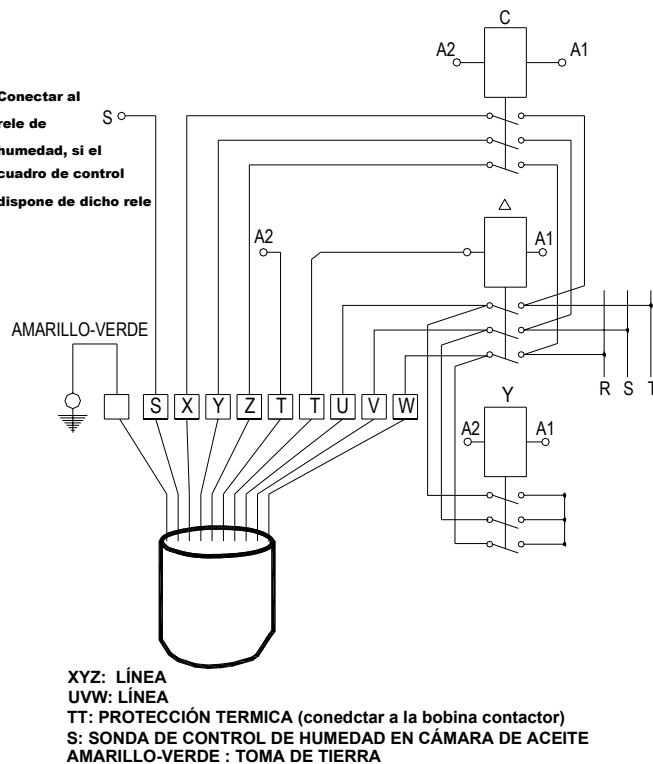 C
A2 A1
Conectar al
rele de
humedad, si el
cuadro de control
dispone de dicho rele
S
△
A2 A1
AMARILLO-VERDE
R S T
S X Y Z T T U V W
Y
A2 A1
XYZ: LÍNEA
UVW: LÍNEA
TT: PROTECCIÓN TERMICA (conedctar a la bobina contactor)
S: SONDA DE CONTROL DE HUMEDAD EN CÁMARA DE ACEITE
AMARILLO-VERDE : TOMA DE TIERRA